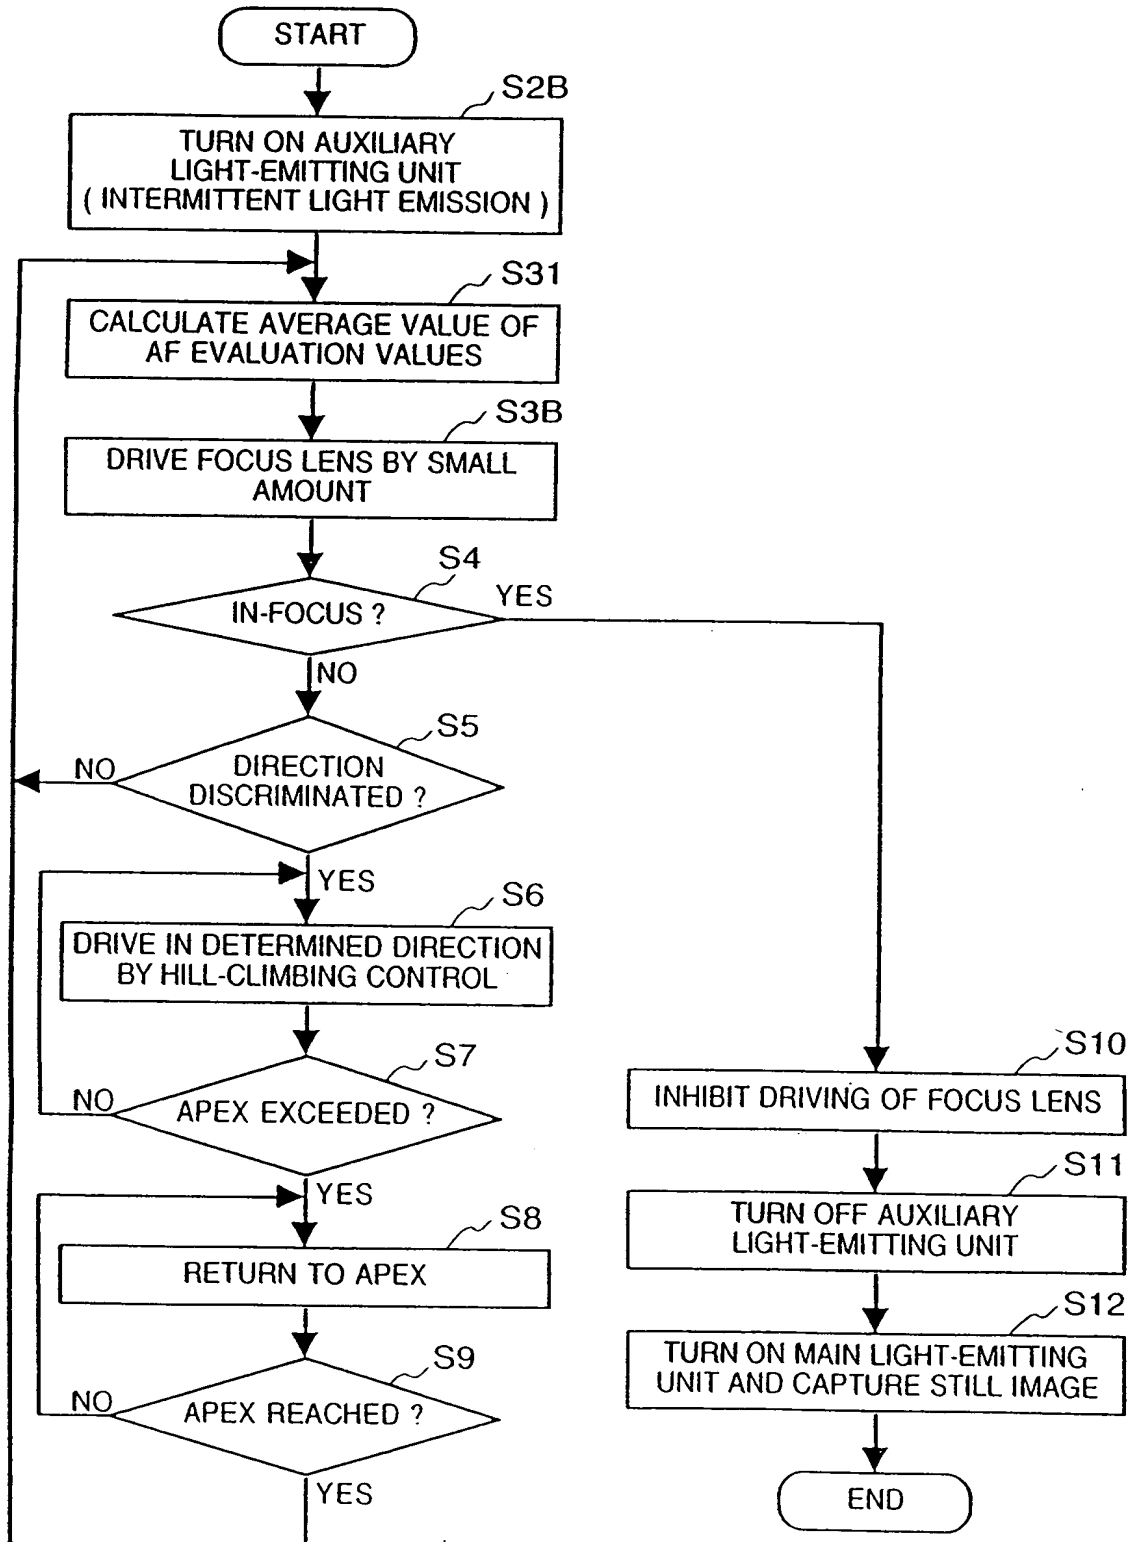 START
S2B
TURN ON AUXILIARY
LIGHT-EMITTING UNIT
( INTERMITTENT LIGHT EMISSION )
S31
CALCULATE AVERAGE VALUE OF
AF EVALUATION VALUES
S3B
DRIVE FOCUS LENS BY SMALL
AMOUNT
S4
IN-FOCUS ?
YES
NO
S5
DIRECTION
DISCRIMINATED ?
NO
YES
S6
DRIVE IN DETERMINED DIRECTION
BY HILL-CLIMBING CONTROL
S7
APEX EXCEEDED ?
NO
YES
S8
RETURN TO APEX
S9
APEX REACHED ?
NO
YES
S10
INHIBIT DRIVING OF FOCUS LENS
S11
TURN OFF AUXILIARY
LIGHT-EMITTING UNIT
S12
TURN ON MAIN LIGHT-EMITTING
UNIT AND CAPTURE STILL IMAGE
END